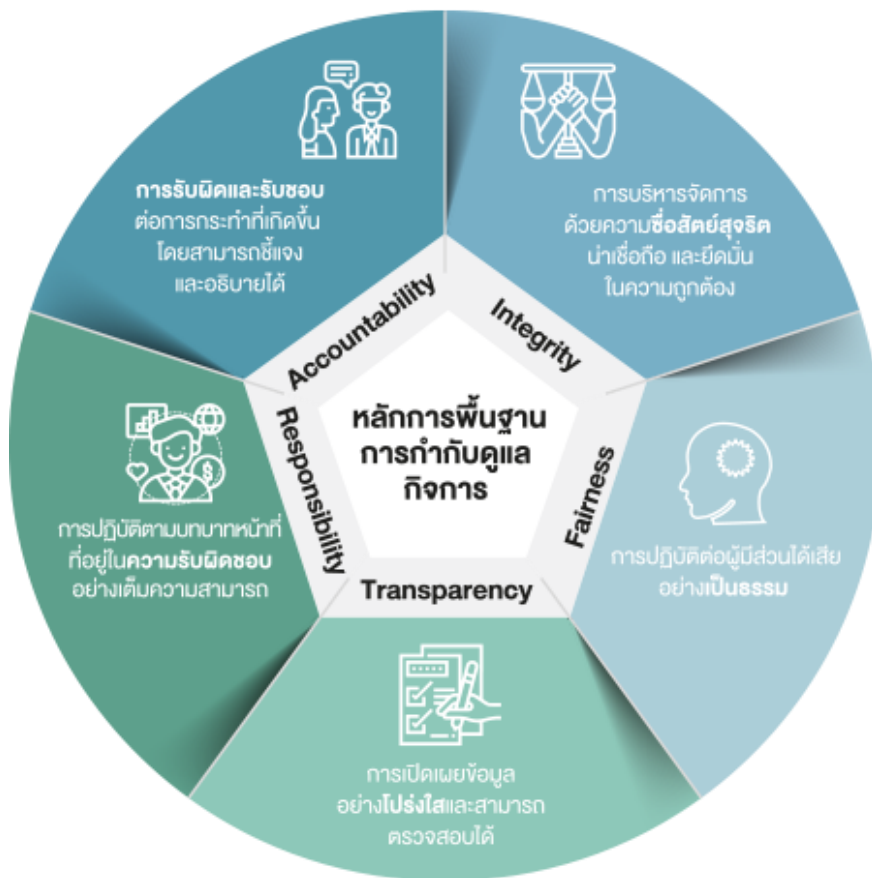 การรับผิดและรับชอบ
ต่อการกระทำที่เกิดขึ้น
โดยสามารถชี้แจง
และอธิบายได้
การบริหารจัดการ
ด้วยความซื่อสัตย์สุจริต
น่าเชื่อถือ และยึดมั่น
ในความถูกต้อง
Accountability
Integrity
หลักการพื้นฐาน
การกำกับดูแล
กิจการ
Responsibility
Fairness
Transparency
การปฏิบัติตามบทบาทหน้าที่
ที่อยู่ในความรับผิดชอบ
อย่างเต็มความสามารถ
การปฏิบัติต่อผู้มีส่วนได้เสีย
อย่างเป็นธรรม
การเปิดเผยข้อมูล
อย่างโปร่งใสและสามารถ
ตรวจสอบได้